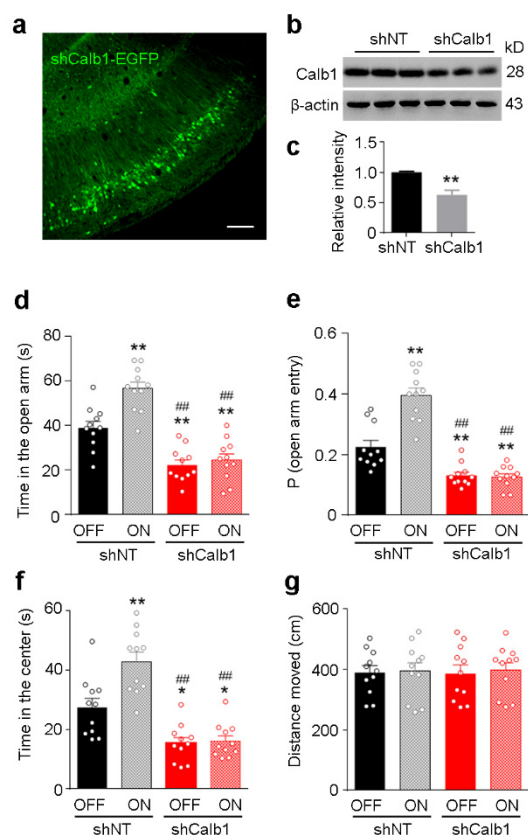 a
shCalb1-EGFP
b
shNT shCalb1 kD
Calb1 28
β-actin 43
c
Relative intensity
1.5
1.0
0.5
0
**
shNT shCalb1
d
Time in the open arm (s)
80
60
40
20
0
**
## ##
** **
OFF ON OFF ON
shNT shCalb1
e
P (open arm entry)
0.6
0.4
0.2
0
**
## ##
** **
OFF ON OFF ON
shNT shCalb1
f
Time in the center (s)
60
40
20
0
**
## ##
* *
OFF ON OFF ON
shNT shCalb1
g
Distance moved (cm)
600
400
200
0
OFF ON OFF ON
shNT shCalb1